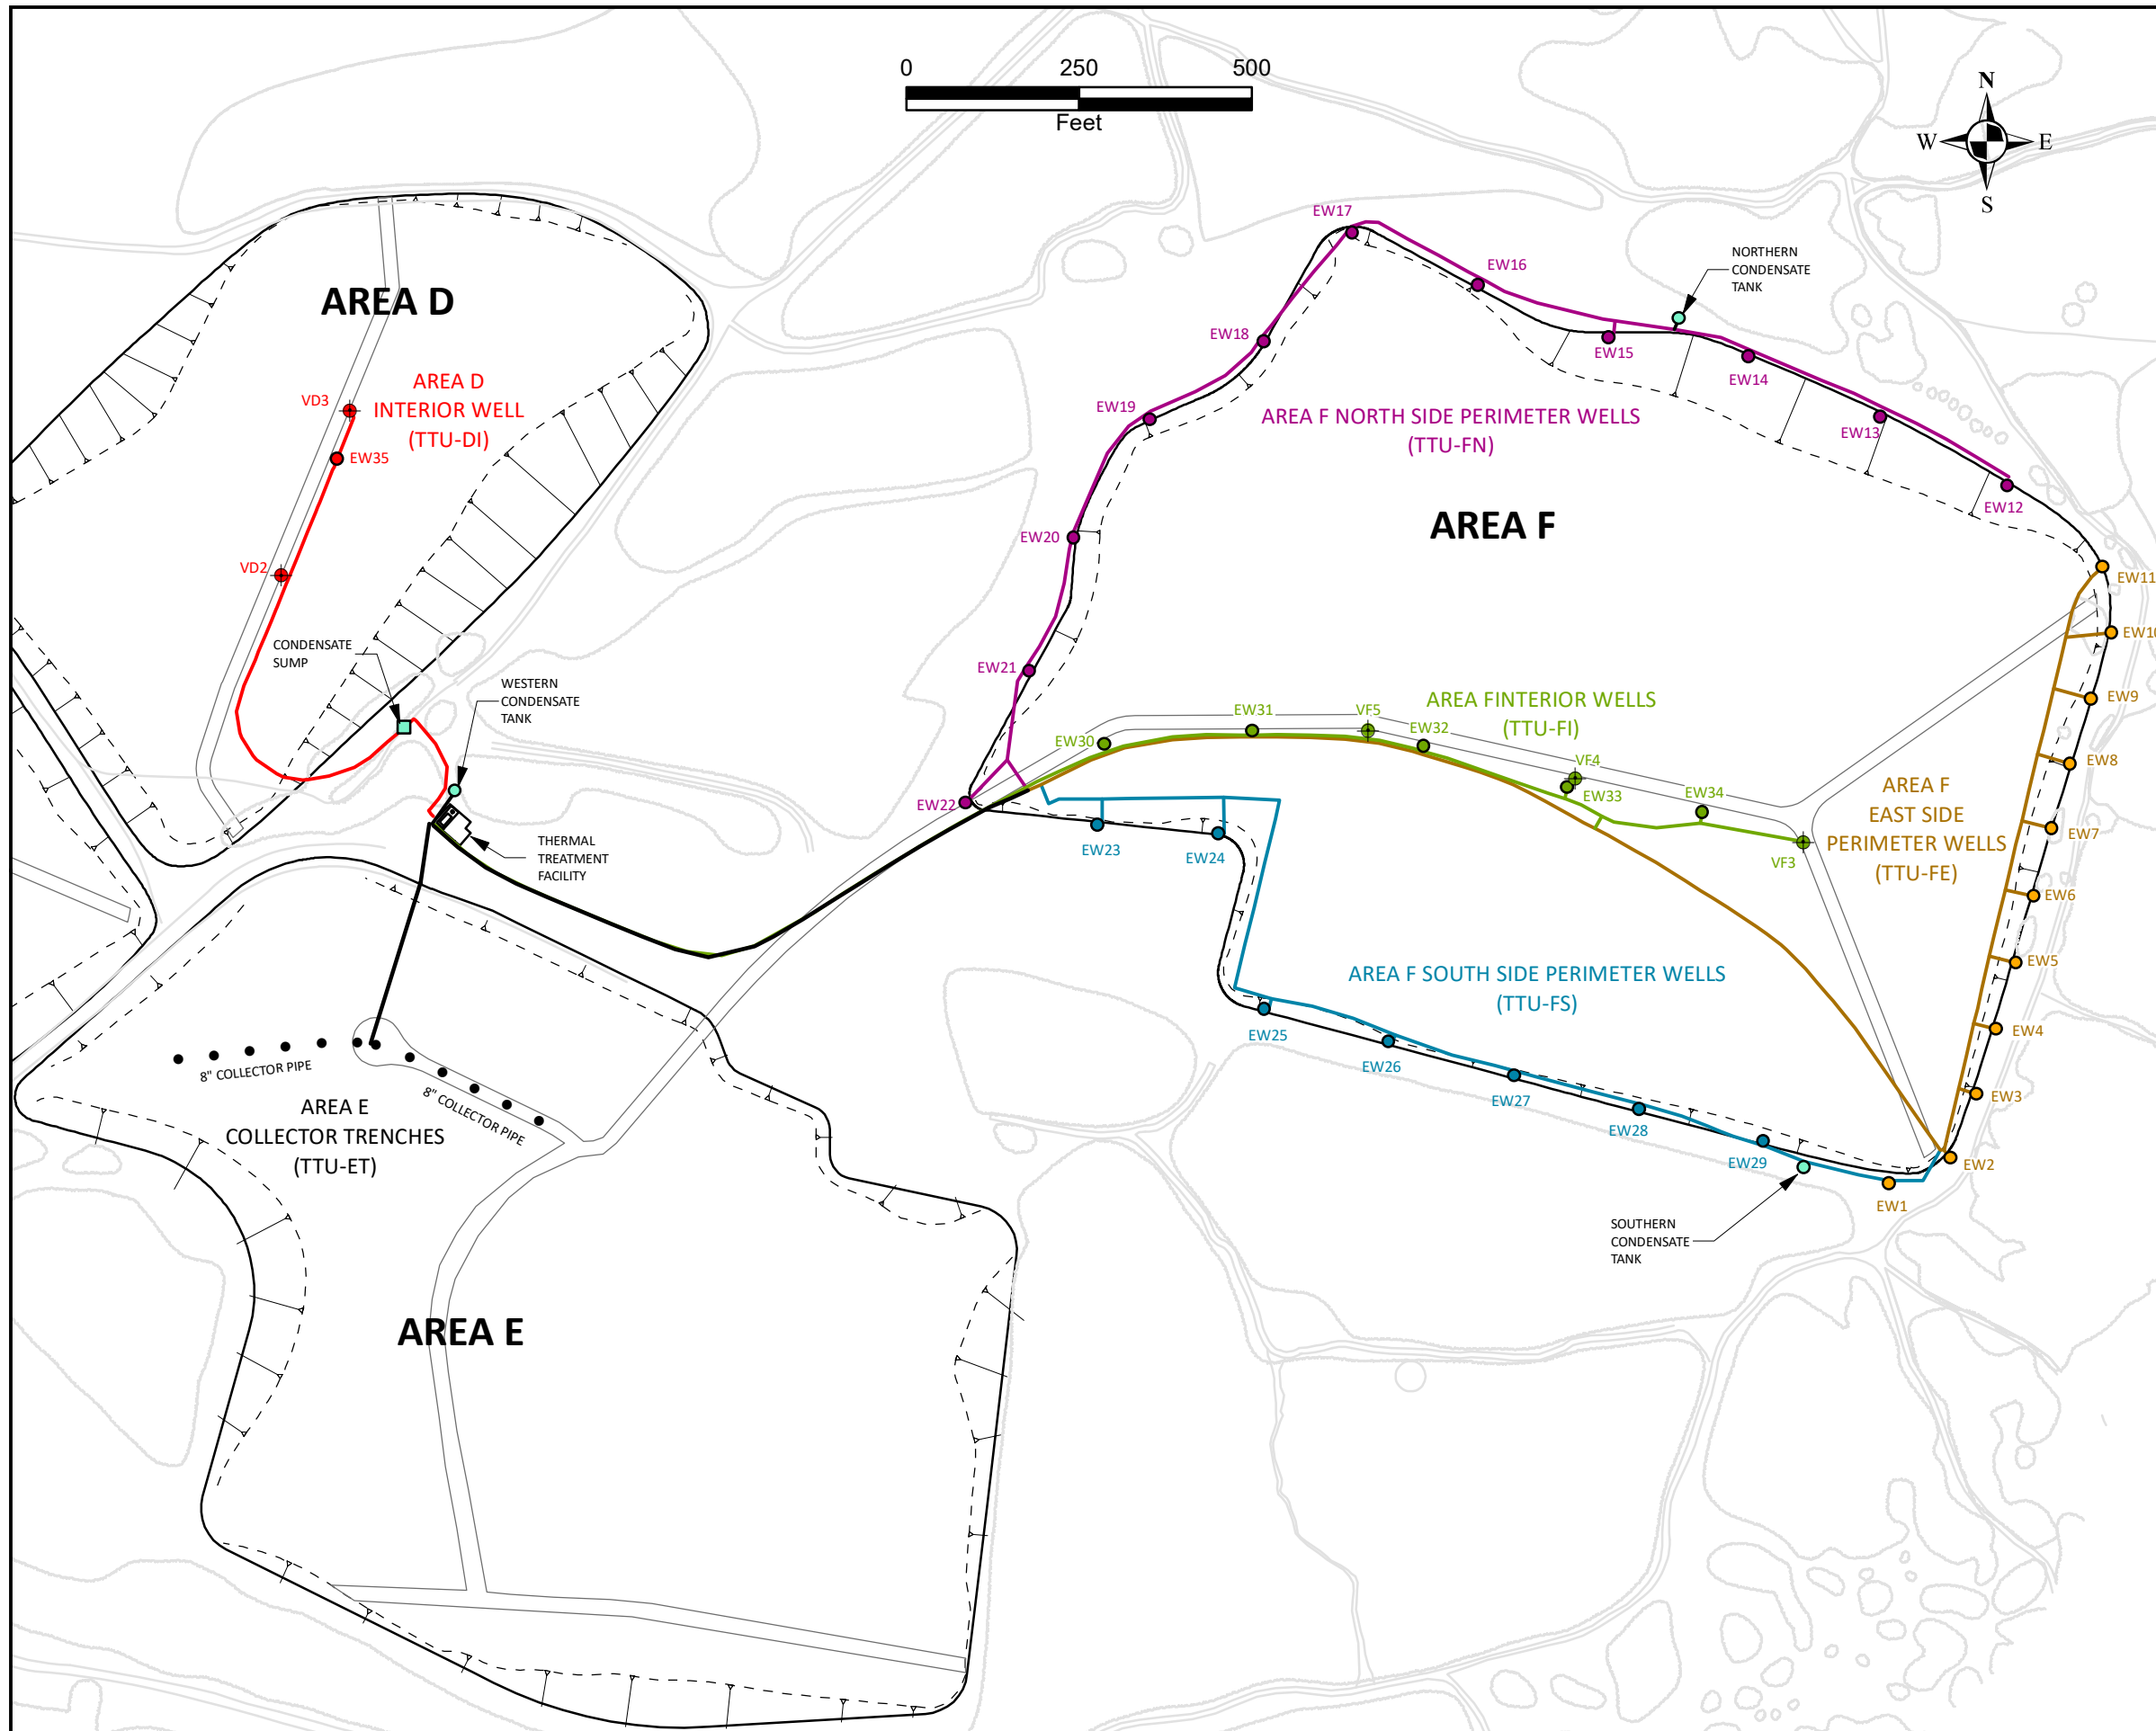 0 250 500
Feet
N
W E
S
EW17
EW16
NORTHERN
CONDENSATE
TANK
EW18
EW15
EW14
EW19
EW13
EW12
EW20
EW21
EW22
AREA F NORTH SIDE PERIMETER WELLS
(TTU-FN)
AREA F
AREA D
AREA D
INTERIOR WELL
(TTU-DI)
VD3
EW35
VD2
CONDENSATE
SUMP
WESTERN
CONDENSATE
TANK
THERMAL
TREATMENT
FACILITY
AREA FINTERIOR WELLS
(TTU-FI)
EW30
EW31
VF5
EW32
VF4
EW33
EW34
VF3
AREA F
EAST SIDE
PERIMETER WELLS
(TTU-FE)
EW11
EW10
EW9
EW8
EW7
EW6
EW5
EW4
EW3
EW2
EW1
EW23
EW24
AREA F SOUTH SIDE PERIMETER WELLS
(TTU-FS)
EW25
EW26
EW27
EW28
EW29
SOUTHERN
CONDENSATE
TANK
8" COLLECTOR PIPE
8" COLLECTOR PIPE
AREA E
COLLECTOR TRENCHES
(TTU-ET)
AREA E